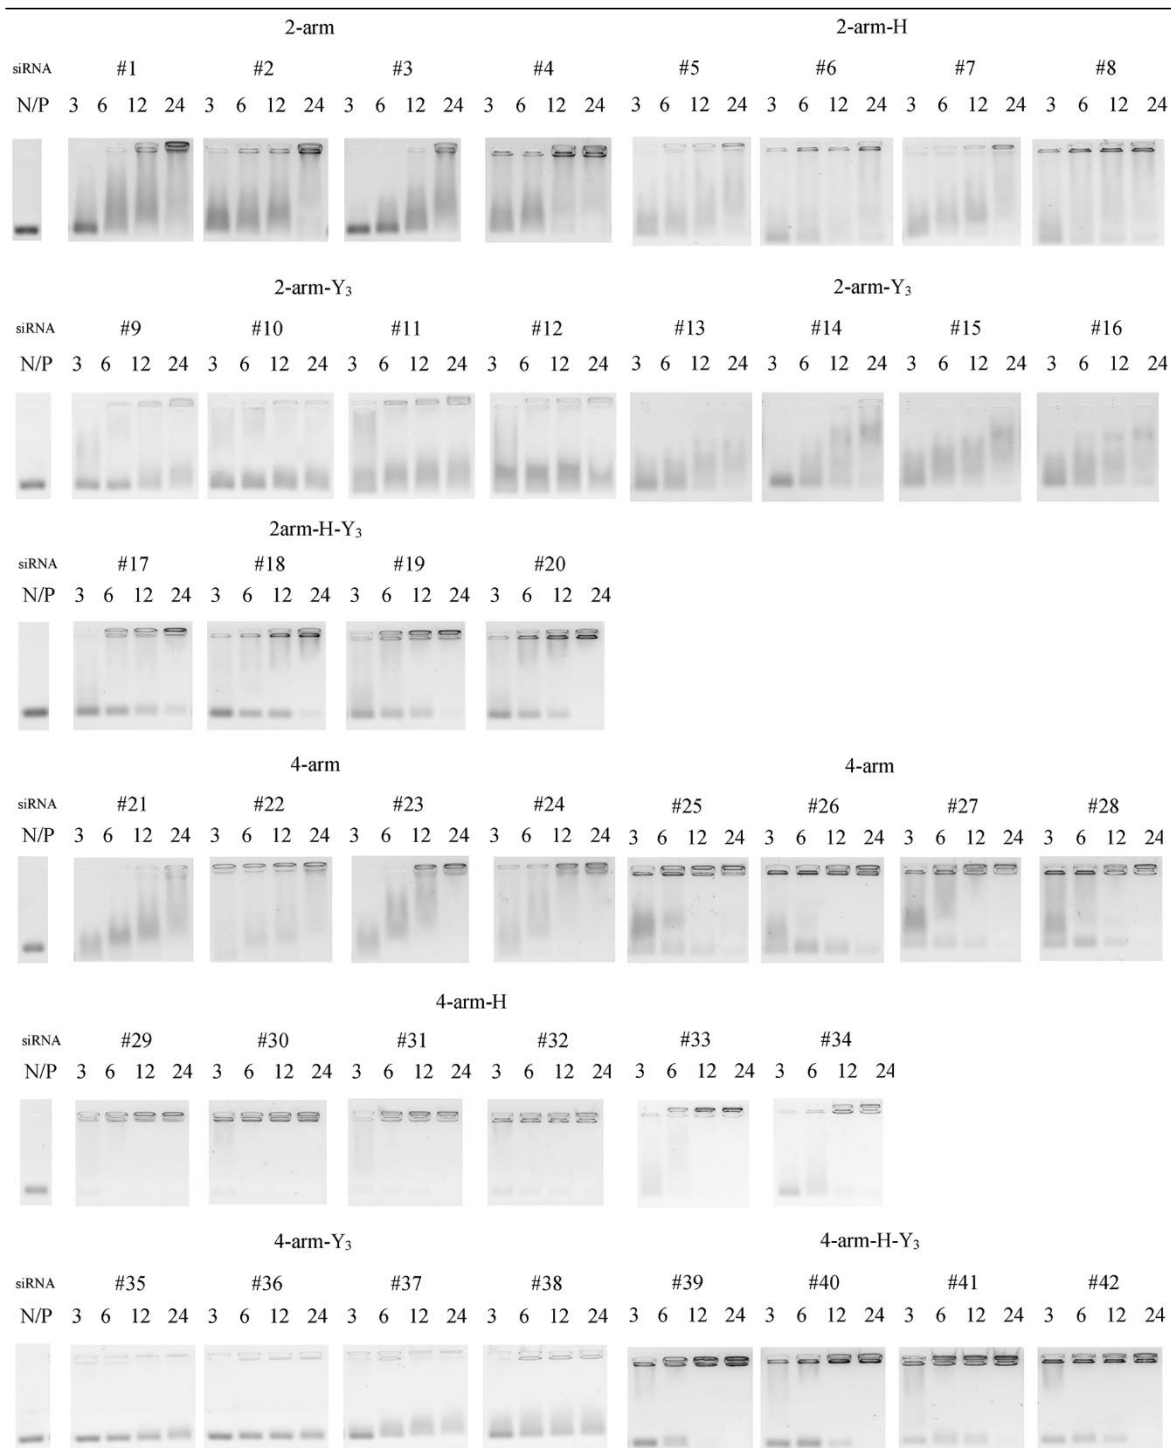 2-arm 2-arm-H
siRNA #1 #2 #3 #4 #5 #6 #7 #8
N/P 3 6 12 24 3 6 12 24 3 6 12 24 3 6 12 24 3 6 12 24 3 6 12 24 3 6 12 24 3 6 12 24
2-arm-Y3 2-arm-Y3
siRNA #9 #10 #11 #12 #13 #14 #15 #16
N/P 3 6 12 24 3 6 12 24 3 6 12 24 3 6 12 24 3 6 12 24 3 6 12 24 3 6 12 24 3 6 12 24
2arm-H-Y3
siRNA #17 #18 #19 #20
N/P 3 6 12 24 3 6 12 24 3 6 12 24 3 6 12 24
4-arm 4-arm
siRNA #21 #22 #23 #24 #25 #26 #27 #28
N/P 3 6 12 24 3 6 12 24 3 6 12 24 3 6 12 24 3 6 12 24 3 6 12 24 3 6 12 24 3 6 12 24
4-arm-H
siRNA #29 #30 #31 #32 #33 #34
N/P 3 6 12 24 3 6 12 24 3 6 12 24 3 6 12 24 3 6 12 24 3 6 12 24
4-arm-Y3 4-arm-H-Y3
siRNA #35 #36 #37 #38 #39 #40 #41 #42
N/P 3 6 12 24 3 6 12 24 3 6 12 24 3 6 12 24 3 6 12 24 3 6 12 24 3 6 12 24 3 6 12 24